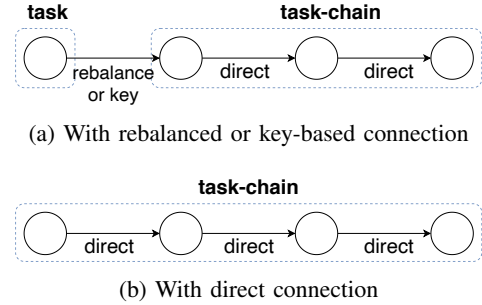 task
task-chain
rebalance
or key
direct
direct
(a) With rebalanced or key-based connection
task-chain
direct
direct
direct
(b) With direct connection